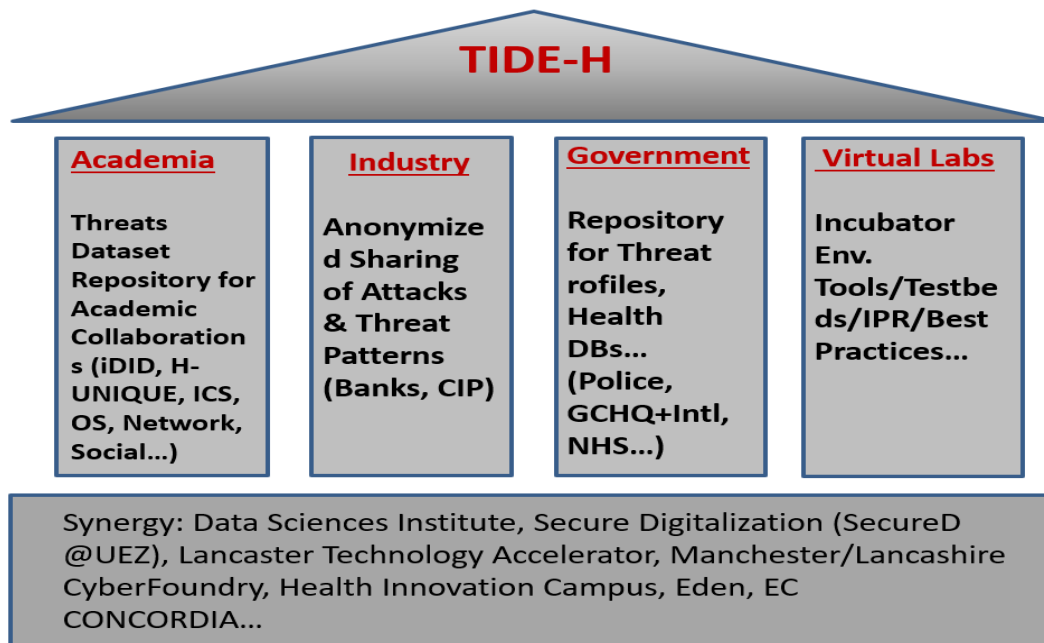 TIDE-H
Academia
Threats
Dataset
Repository for
Academic
Collaboration
s (iDID, H-
UNIQUE, ICS,
OS, Network,
Social...)
Industry
Anonymize
d Sharing
of Attacks
& Threat
Patterns
(Banks, CIP)
Government
Repository
for Threat
rofiles,
Health
DBs...
(Police,
GCHQ+Intl,
NHS...)
Virtual Labs
Incubator
Env.
Tools/Testbe
ds/IPR/Best
Practices...
Synergy: Data Sciences Institute, Secure Digitalization (SecureD
@UEZ), Lancaster Technology Accelerator, Manchester/Lancashire
CyberFoundry, Health Innovation Campus, Eden, EC
CONCORDIA...